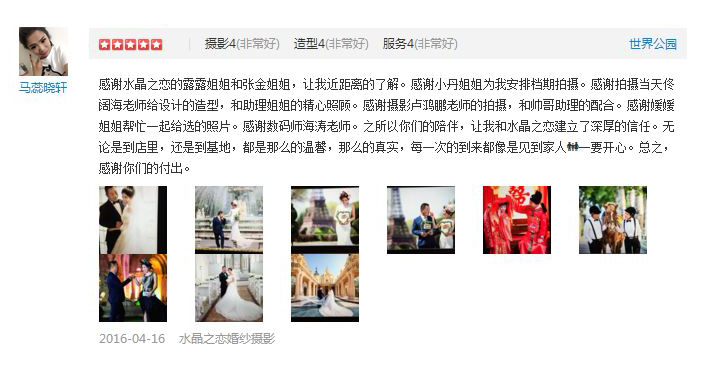 摄影4(非常好) 造型4(非常好) 服务4(非常好) 世界公园
马蕊晓轩
感谢水晶之恋的露露姐姐和张金姐姐，让我近距离的了解。感谢小丹姐姐为我安排档期拍摄。感谢拍摄当天佟
阔海老师给设计的造型，和助理姐姐的精心照顾。感谢摄影卢鸿鹏老师的拍摄，和帅哥助理的配合。感谢媛媛
姐姐帮忙一起给选的照片。感谢数码师海涛老师。之所以你们的陪伴，让我和水晶之恋建立了深厚的信任。无
论是到店里，还是到基地，都是那么的温馨，那么的真实，每一次的到来都像是见到家人一要开心。总之，
感谢你们的付出。
2016-04-16 水晶之恋婚纱摄影